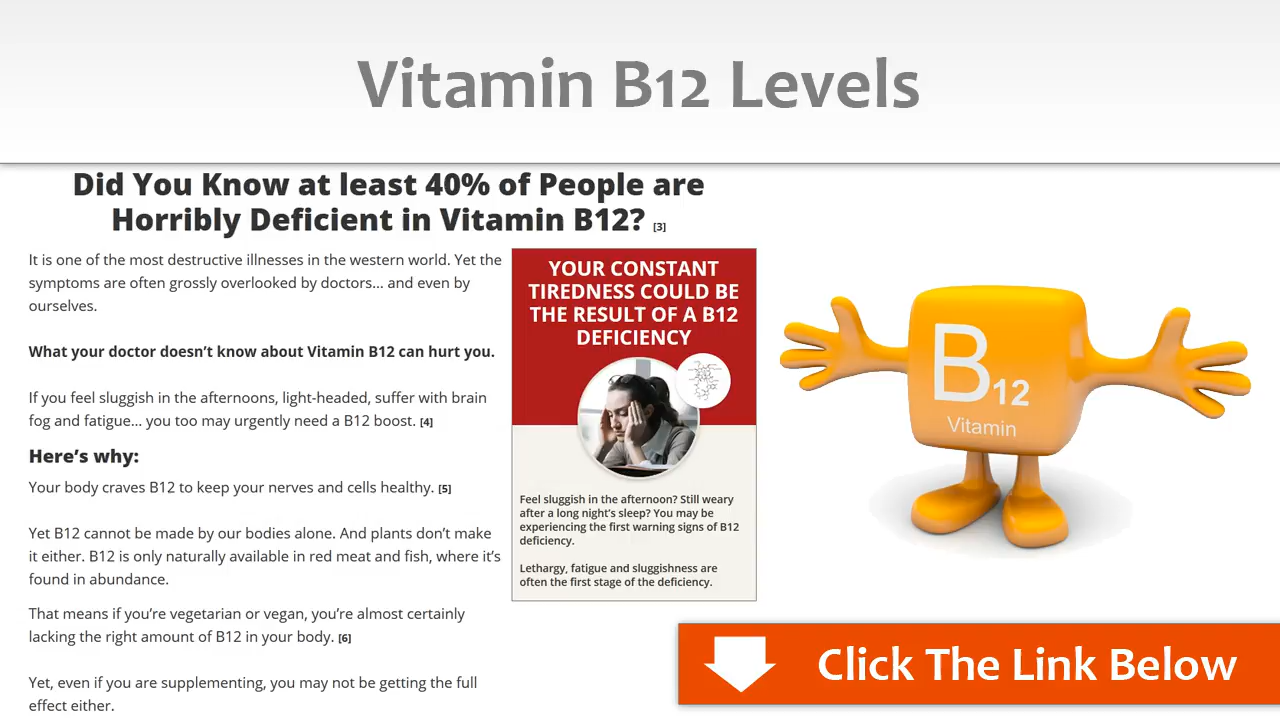 Vitamin B12 Levels
Did You Know at least 40% of People are
Horribly Deficient in Vitamin B12? [3]
It is one of the most destructive illnesses in the western world. Yet the
symptoms are often grossly overlooked by doctors... and even by
ourselves.
What your doctor doesn't know about Vitamin B12 can hurt you.
If you feel sluggish in the afternoons, light-headed, suffer with brain
fog and fatigue... you too may urgently need a B12 boost. [4]
Here's why:
Your body craves B12 to keep your nerves and cells healthy. [5]
Yet B12 cannot be made by our bodies alone. And plants don't make
it either. B12 is only naturally available in red meat and fish, where it's
found in abundance.
That means if you're vegetarian or vegan, you're almost certainly
lacking the right amount of B12 in your body. [6]
Yet, even if you are supplementing, you may not be getting the full
effect either.
YOUR CONSTANT
TIREDNESS COULD BE
THE RESULT OF A B12
DEFICIENCY
Feel sluggish in the afternoon? Still weary
after a long night's sleep? You may be
experiencing the first warning signs of B12
deficiency.
Lethargy, fatigue and sluggishness are
often the first stage of the deficiency.
B12
Vitamin
Click The Link Below